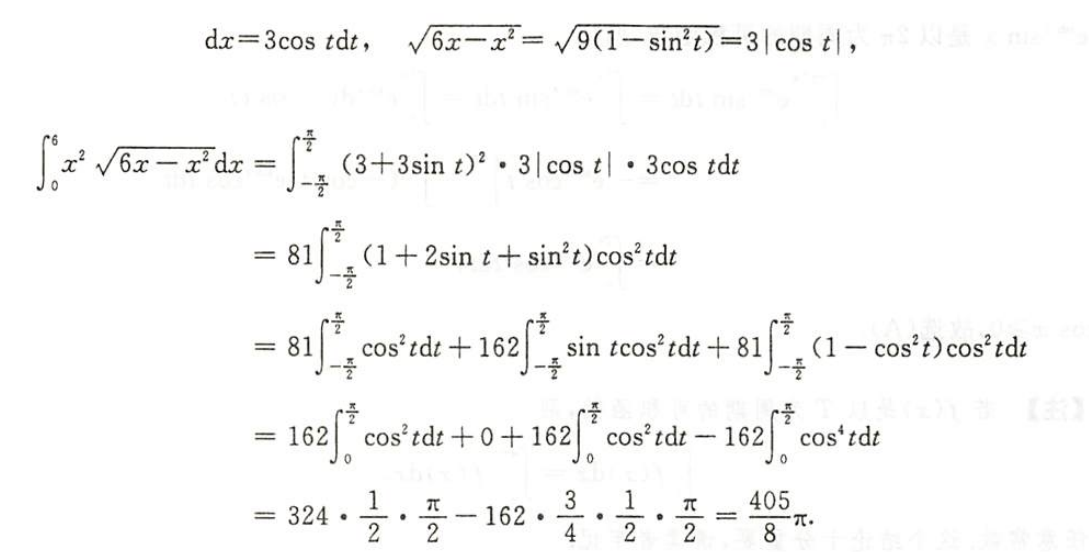 dx=3cos tdt, √(6x−x²)=√(9(1−sin²t))=3|cos t|,
∫₀⁶ x² √(6x−x²)dx = ∫_{−π/2}^{π/2} (3+3sin t)² · 3|cos t| · 3cos tdt
= 81∫_{−π/2}^{π/2} (1+2sin t+sin²t)cos²tdt
= 81∫_{−π/2}^{π/2} cos²tdt+162∫_{−π/2}^{π/2} sin tcos²tdt+81∫_{−π/2}^{π/2} (1−cos²t)cos²tdt
= 162∫_0^{π/2} cos²tdt+0+162∫_0^{π/2} cos²tdt−162∫_0^{π/2} cos⁴tdt
= 324 · 1/2 · π/2 − 162 · 3/4 · 1/2 · π/2 = 405/8 π.